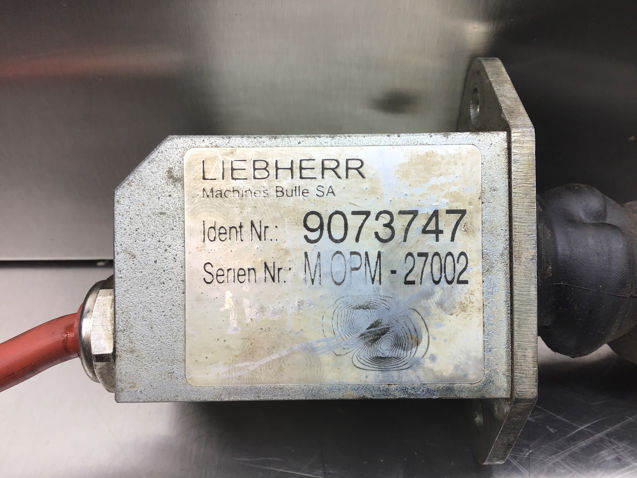 LIEBHERR
Machines Bulle SA
Ident Nr.: 9073747
Serien Nr.: M OPM - 27002